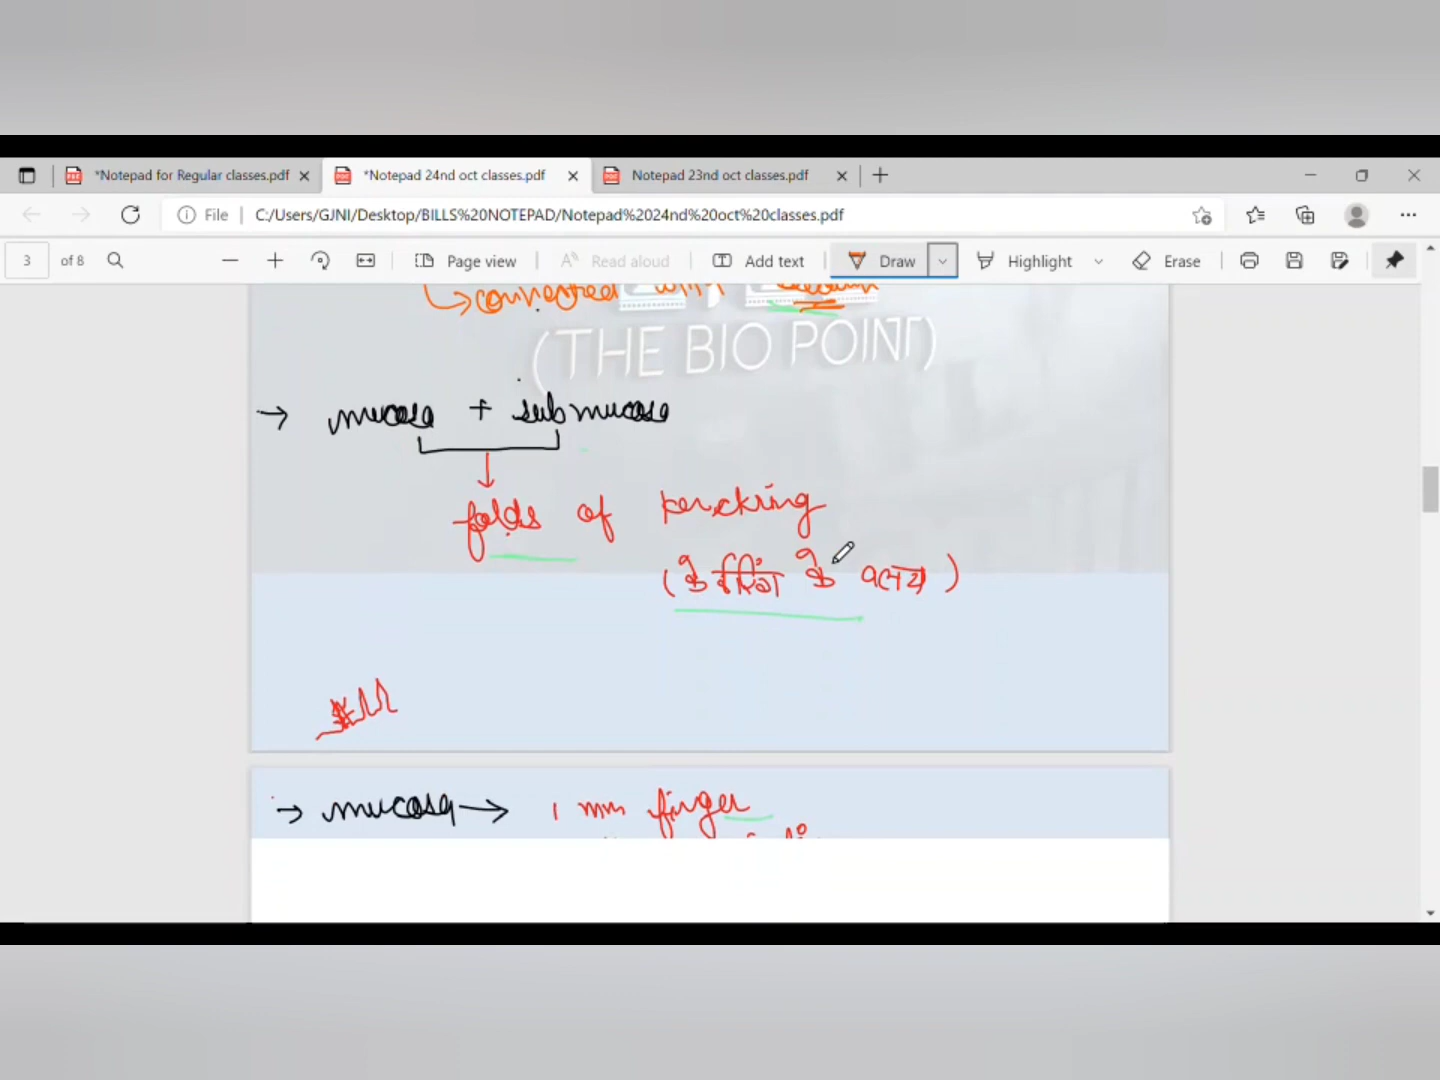 *Notepad for Regular classes.pdf *Notepad 24nd oct classes.pdf Notepad 23nd oct classes.pdf
File C:/Users/GJNI/Desktop/BILLS%20NOTEPAD/Notepad%2024nd%20oct%20classes.pdf
3 of 8 Page view Read aloud Add text Draw Highlight Erase
connected with
(THE BIO POINT)
→ mucosa + submucosa
folds of kerckring
→ mucosa → 1 mm finger